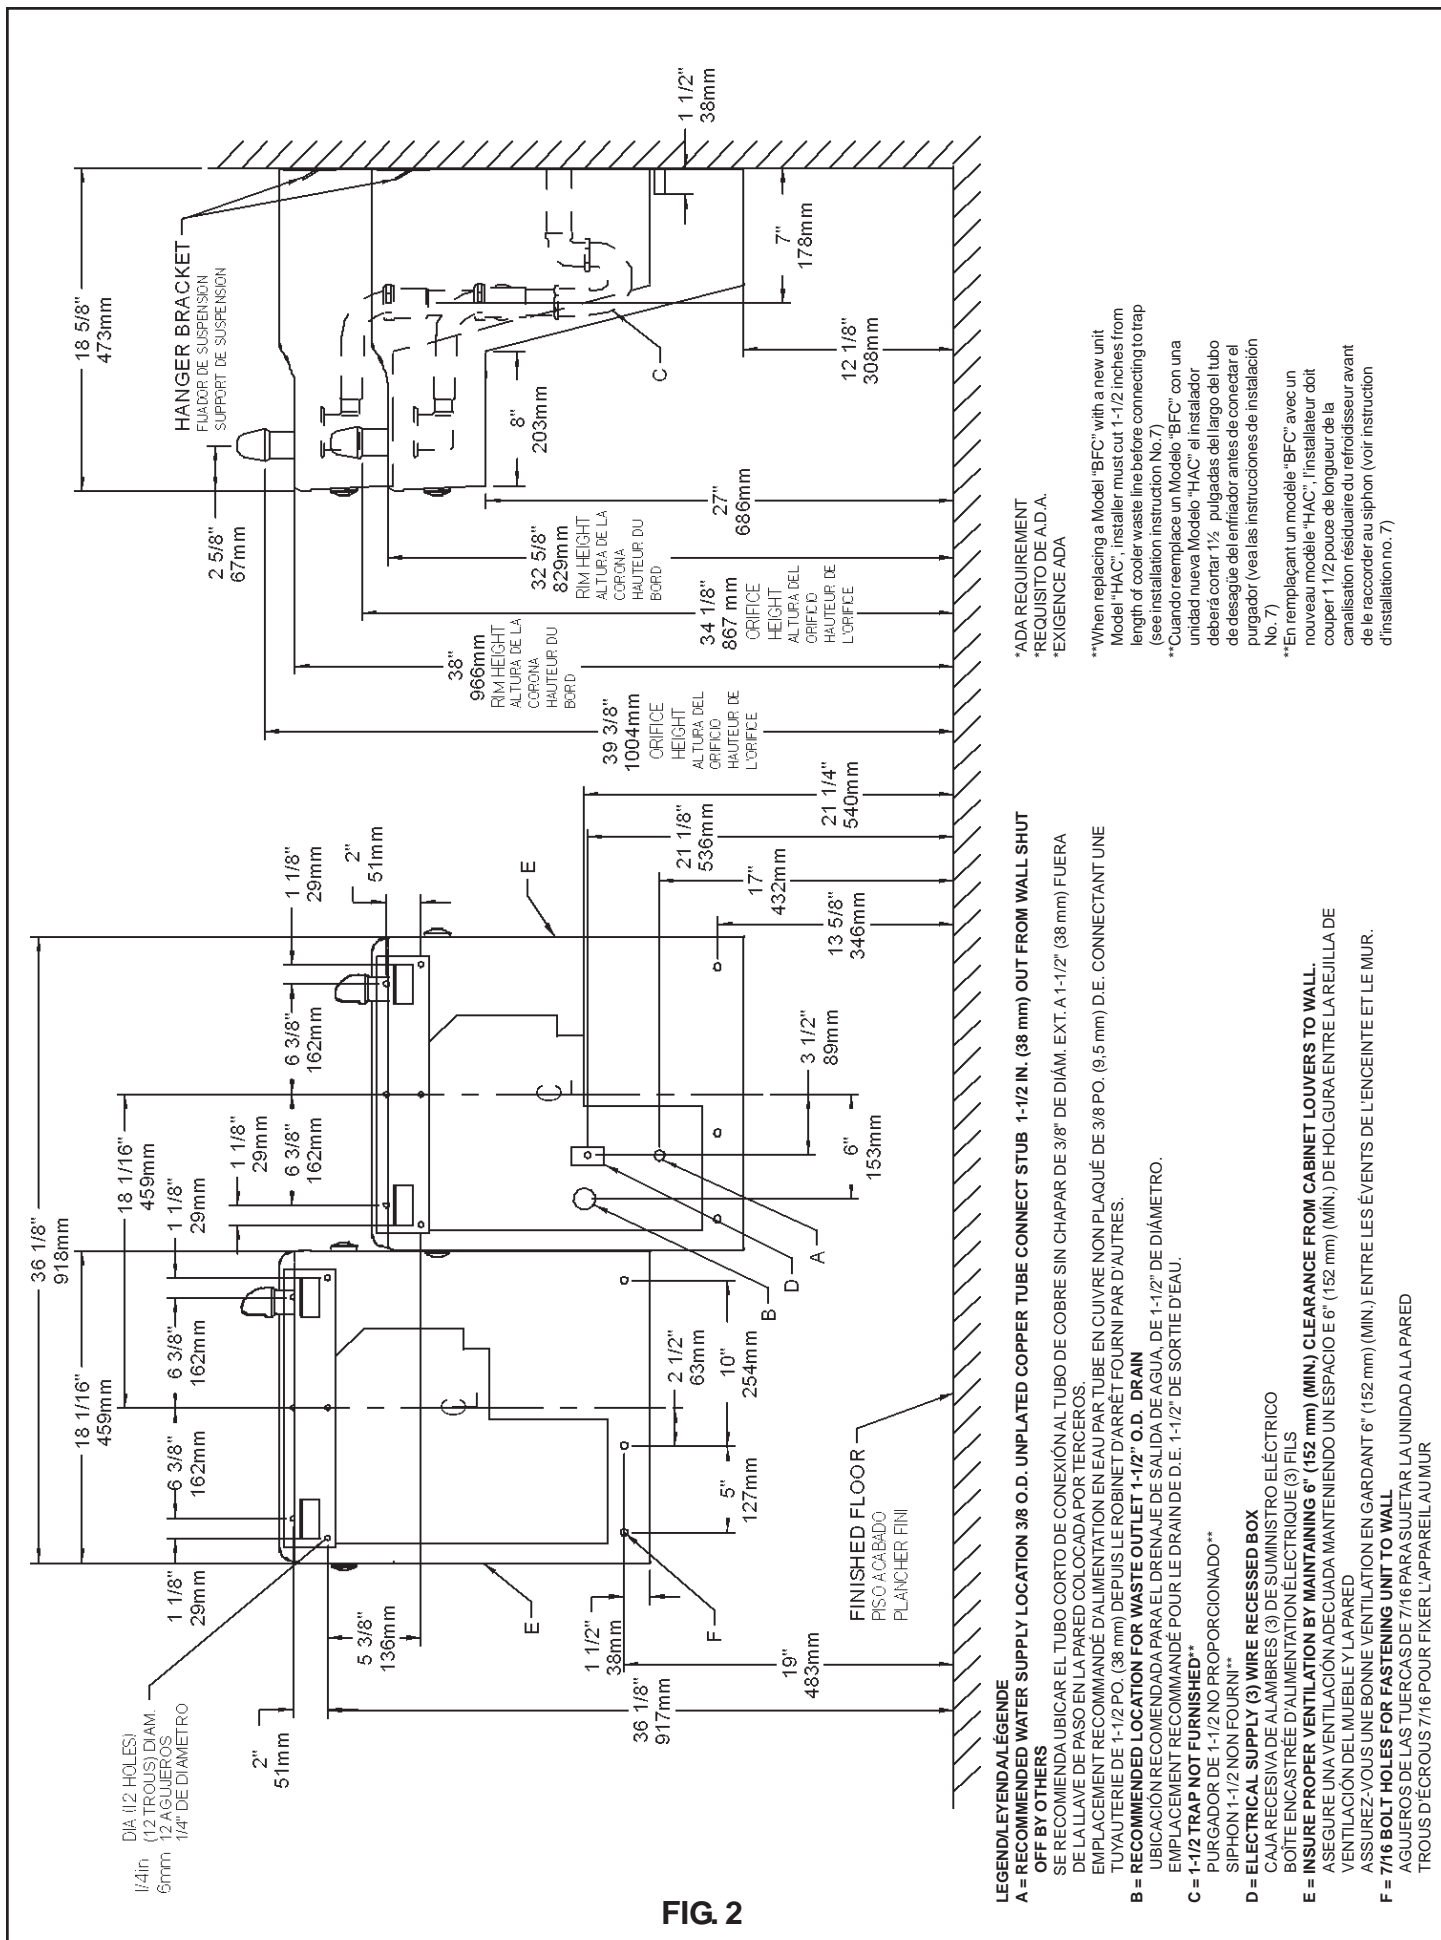 36 1/8"
918mm
18 1/16"
459mm
18 1/16"
459mm
1 1/8"
29mm
6 3/8"
162mm
6 3/8"
162mm
1 1/8"
29mm
1 1/8"
29mm
6 3/8"
162mm
6 3/8"
162mm
1 1/8"
29mm
2"
51mm
1/4in
6mm
DIA (12 HOLES)
(12 TROUS) DIAM.
12 AGUJEROS
1/4" DE DIAMETRO
2"
51mm
5 3/8"
136mm
36 1/8"
917mm
E
1 1/2"
38mm
F
19"
483mm
5"
127mm
10"
254mm
2 1/2"
63mm
CL
CL
B
D
A
E
6"
153mm
3 1/2"
89mm
13 5/8"
346mm
17"
432mm
21 1/8"
536mm
21 1/4"
540mm
FINISHED FLOOR
PISO ACABADO
PLANCHER FINI
18 5/8"
473mm
HANGER BRACKET
FIJADOR DE SUSPENSION
SUPPORT DE SUSPENSION
2 5/8"
67mm
1 1/2"
38mm
7"
178mm
C
8"
203mm
12 1/8"
308mm
27"
686mm
32 5/8"
829mm
RIM HEIGHT
ALTURA DE LA
CORONA
HAUTEUR DU
BORD
34 1/8"
867 mm
ORIFICE
HEIGHT
ALTURA DEL
ORIFICIO
HAUTEUR DE
L'ORIFICE
38"
966mm
RIM HEIGHT
ALTURA DE LA
CORONA
HAUTEUR DU
BORD
39 3/8"
1004mm
ORIFICE
HEIGHT
ALTURA DEL
ORIFICIO
HAUTEUR DE
L'ORIFICE
LEGEND/LEYENDA/LÉGENDE
A = RECOMMENDED WATER SUPPLY LOCATION 3/8 O.D. UNPLATED COPPER TUBE CONNECT STUB 1-1/2 IN. (38 mm) OUT FROM WALL SHUT
OFF BY OTHERS
SE RECOMIENDA UBICAR EL TUBO CORTO DE CONEXIÓN AL TUBO DE COBRE SIN CHAPAR DE 3/8" DE DIÁM. EXT. A 1-1/2" (38 mm) FUERA
DE LA LLAVE DE PASO EN LA PARED COLOCADA POR TERCEROS.
EMPLACEMENT RECOMMANDÉ D'ALIMENTATION EN EAU PAR TUBE EN CUIVRE NON PLAQUÉ DE 3/8 PO. (9,5 mm) D.E. CONNECTANT UNE
TUYAUTERIE DE 1-1/2 PO. (38 mm) DEPUIS LE ROBINET D'ARRÊT FOURNI PAR D'AUTRES.
B = RECOMMENDED LOCATION FOR WASTE OUTLET 1-1/2" O.D. DRAIN
UBICACIÓN RECOMENDADA PARA EL DRENAJE DE SALIDA DE AGUA, DE 1-1/2" DE DIÁMETRO.
EMPLACEMENT RECOMMANDÉ POUR LE DRAIN DE D.E. 1-1/2" DE SORTIE D'EAU.
C = 1-1/2 TRAP NOT FURNISHED**
PURGADOR DE 1-1/2 NO PROPORCIONADO**
SIPHON 1-1/2 NON FOURNI**
D = ELECTRICAL SUPPLY (3) WIRE RECESSED BOX
CAJA RECESIVA DE ALAMBRES (3) DE SUMINISTRO ELÉCTRICO
BOÎTE ENCASTRÉE D'ALIMENTATION ÉLECTRIQUE (3) FILS
E = INSURE PROPER VENTILATION BY MAINTAINING 6" (152 mm) (MIN.) CLEARANCE FROM CABINET LOUVERS TO WALL.
ASEGURE UNA VENTILACIÓN ADECUADA MANTENIENDO UN ESPACIO E 6" (152 mm) (MÍN.) DE HOLGURA ENTRE LA REJILLA DE
VENTILACIÓN DEL MUEBLE Y LA PARED
ASSUREZ-VOUS UNE BONNE VENTILATION EN GARDANT 6" (152 mm) (MIN.) ENTRE LES ÉVENTS DE L'ENCEINTE ET LE MUR.
F = 7/16 BOLT HOLES FOR FASTENING UNIT TO WALL
AGUJEROS DE LAS TUERCAS DE 7/16 PARA SUJETAR LA UNIDAD A LA PARED
TROUS D'ÉCROUS 7/16 POUR FIXER L'APPAREIL AU MUR
*ADA REQUIREMENT
*REQUISITO DE A.D.A.
*EXIGENCE ADA
**When replacing a Model "BFC" with a new unit
Model "HAC", installer must cut 1-1/2 inches from
length of cooler waste line before connecting to trap
(see installation instruction No. 7)
**Cuando reemplace un Modelo "BFC" con una
unidad nueva Modelo "HAC" el instalador
deberá cortar 1½ pulgadas del largo del tubo
de desagüe del enfriador antes de conectar el
purgador (vea las instrucciones de instalación
No. 7)
**En remplaçant un modèle "BFC" avec un
nouveau modèle "HAC", l'installateur doit
couper 1 1/2 pouce de longueur de la
canalisation résiduaire du refroidisseur avant
de le raccorder au siphon (voir instruction
d'installation no. 7)
FIG. 2